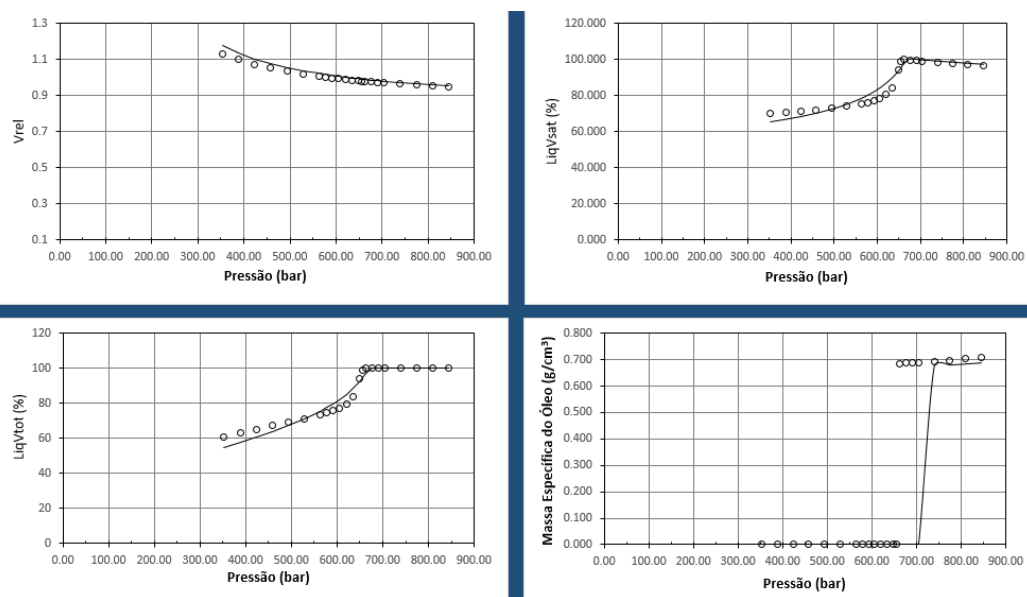 1.3
1.1
0.9
0.7
0.5
0.3
0.1
Vrel
0.00 100.00 200.00 300.00 400.00 500.00 600.00 700.00 800.00 900.00
Pressão (bar)
120.000
100.000
80.000
60.000
40.000
20.000
0.000
LiqVsat (%)
0.00 100.00 200.00 300.00 400.00 500.00 600.00 700.00 800.00 900.00
Pressão (bar)
120
100
80
60
40
20
0
LiqVtot (%)
0.00 100.00 200.00 300.00 400.00 500.00 600.00 700.00 800.00 900.00
Pressão (bar)
0.800
0.700
0.600
0.500
0.400
0.300
0.200
0.100
0.000
Massa Específica do Óleo (g/cm³)
0.00 100.00 200.00 300.00 400.00 500.00 600.00 700.00 800.00 900.00
Pressão (bar)